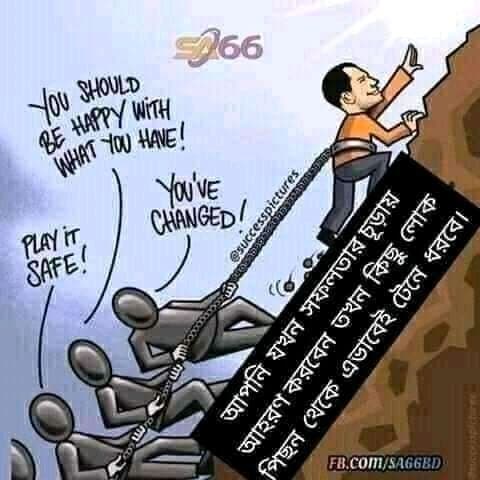 SA66
YOU SHOULD
BE HAPPY WITH
WHAT YOU HAVE!
YOU'VE
CHANGED!
PLAY IT
SAFE!
@successpictures
আপনি যখন সফলতার চূড়ায়
আহরণ করবেন তখন কিছু লোক
পিছন থেকে এভাবেই টেনে ধরবে।
FB.COM/SA66BD